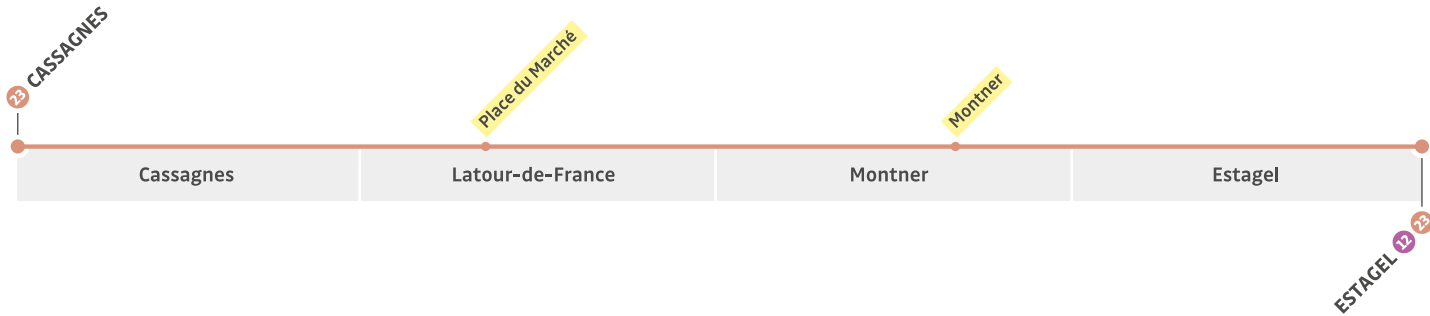 23 CASSAGNES
Place du Marché
Montner
Cassagnes
Latour-de-France
Montner
Estagel
ESTAGEL 12 23